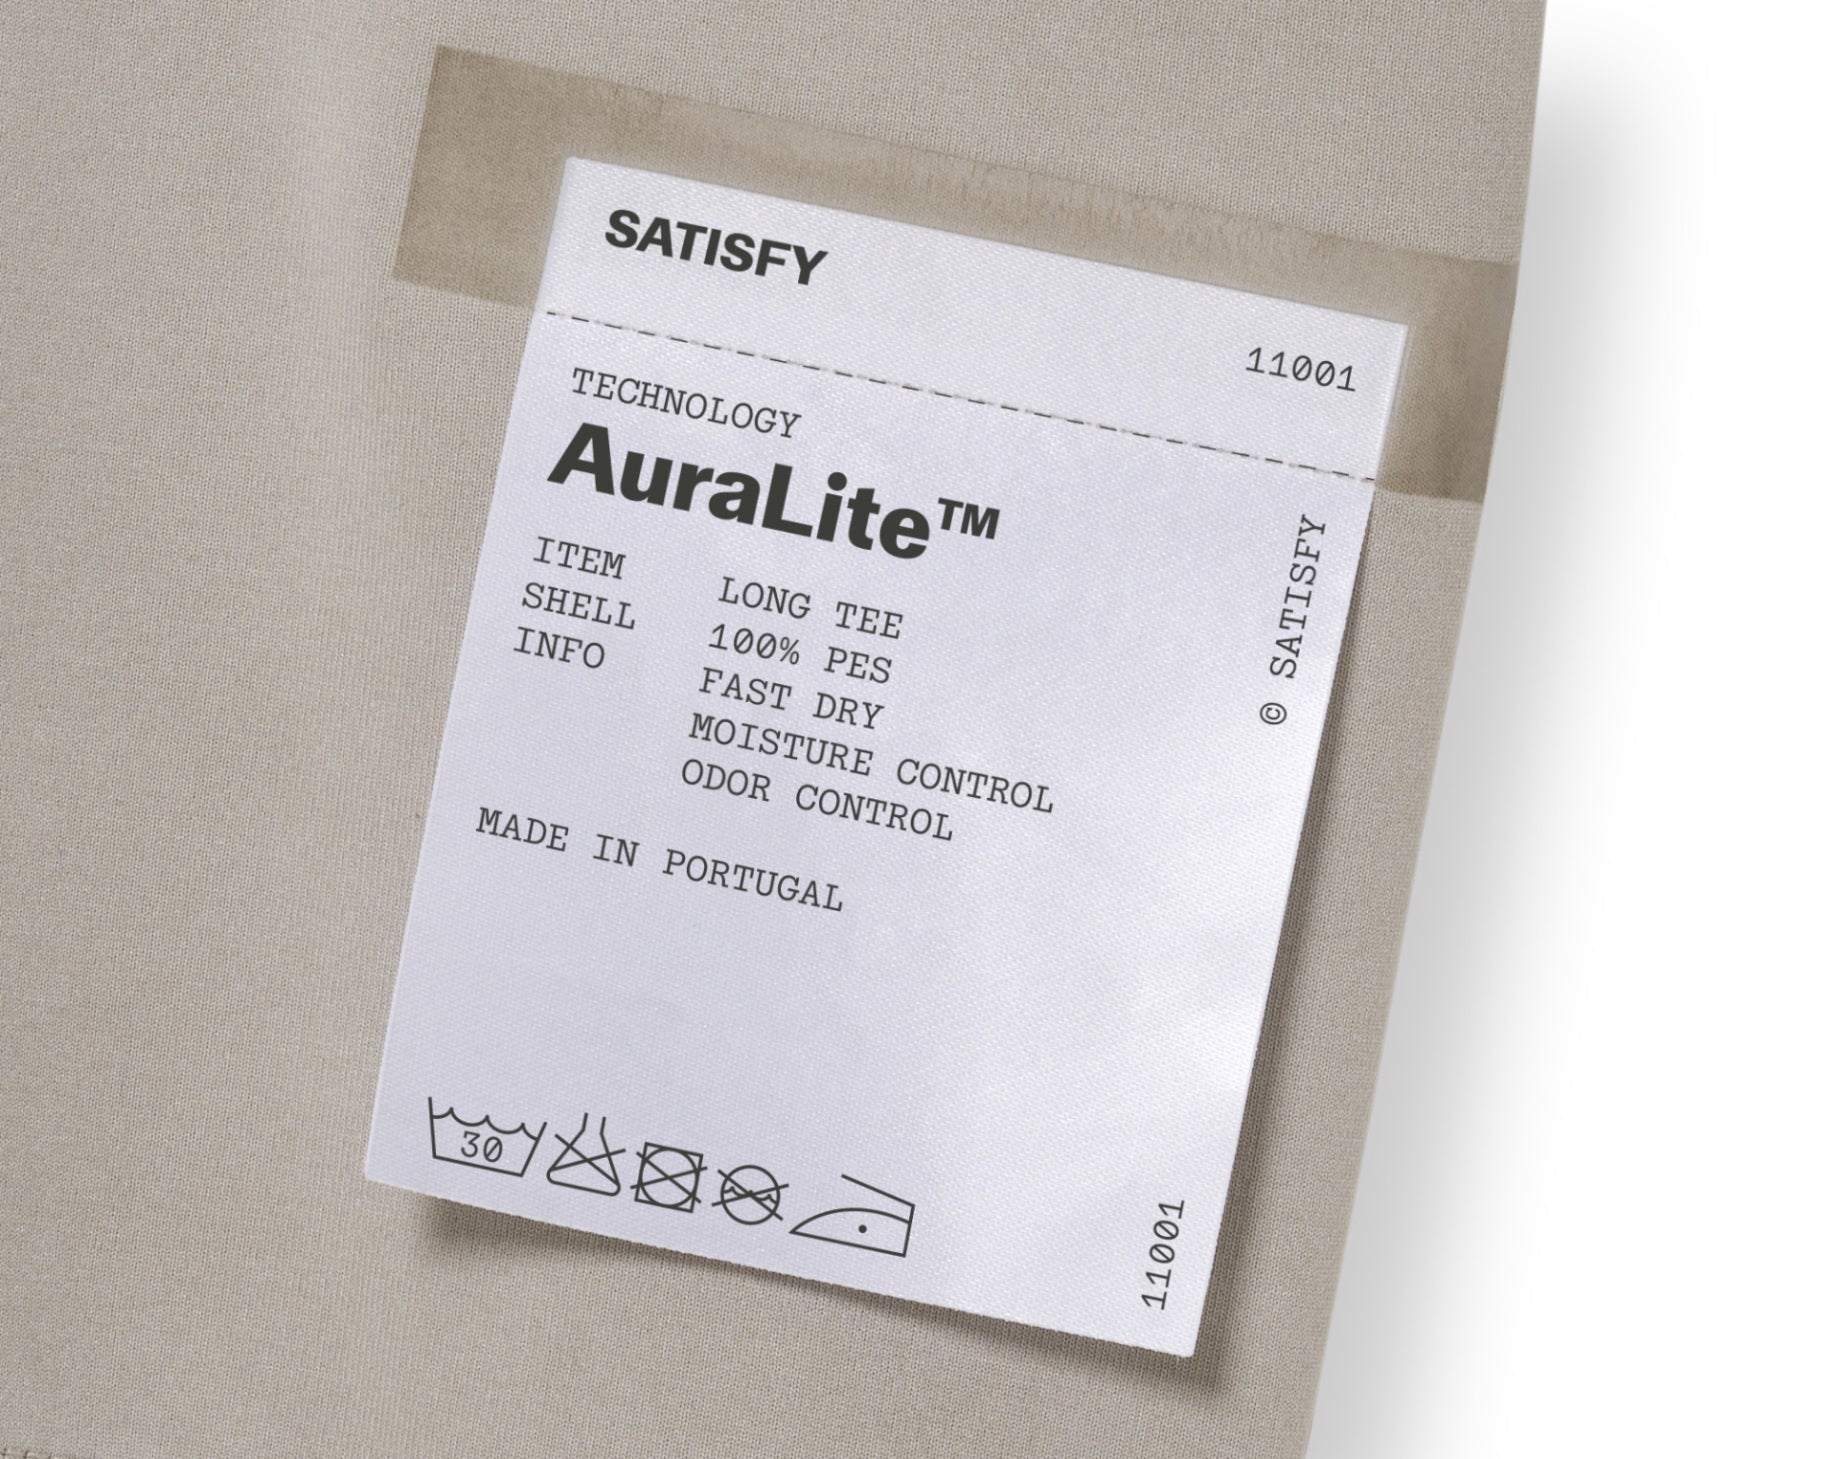 SATISFY
11001
TECHNOLOGY
AuraLite™
ITEM LONG TEE
SHELL 100% PES
INFO FAST DRY
MOISTURE CONTROL
ODOR CONTROL
MADE IN PORTUGAL
© SATISFY
30
11001